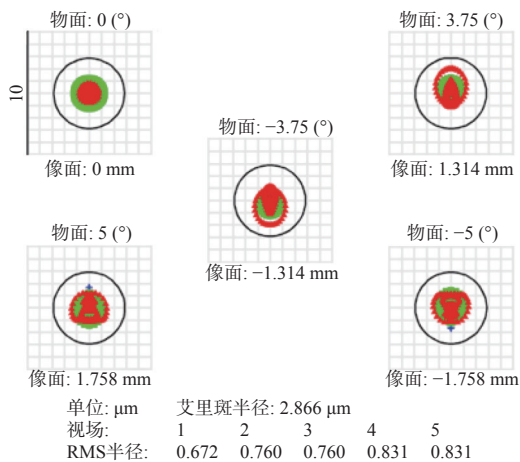 物面: 0 (°)
10
像面: 0 mm
物面: 3.75 (°)
像面: 1.314 mm
物面: −3.75 (°)
像面: −1.314 mm
物面: 5 (°)
像面: 1.758 mm
物面: −5 (°)
像面: −1.758 mm
单位: μm 艾里斑半径: 2.866 μm
视场: 1 2 3 4 5
RMS半径: 0.672 0.760 0.760 0.831 0.831